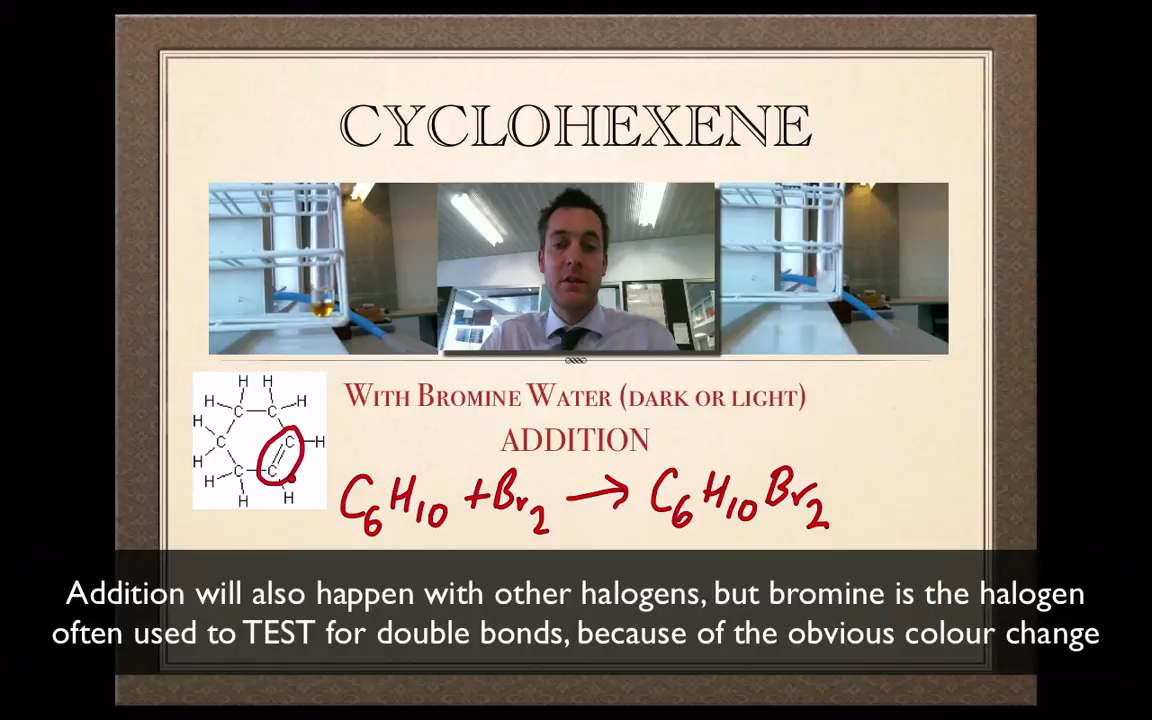 CYCLOHEXENE
H H
H C C H
H
C C H
H
H C C
H H
With Bromine Water (dark or light)
ADDITION
C6H10 + Br2 → C6H10Br2
Addition will also happen with other halogens, but bromine is the halogen
often used to TEST for double bonds, because of the obvious colour change